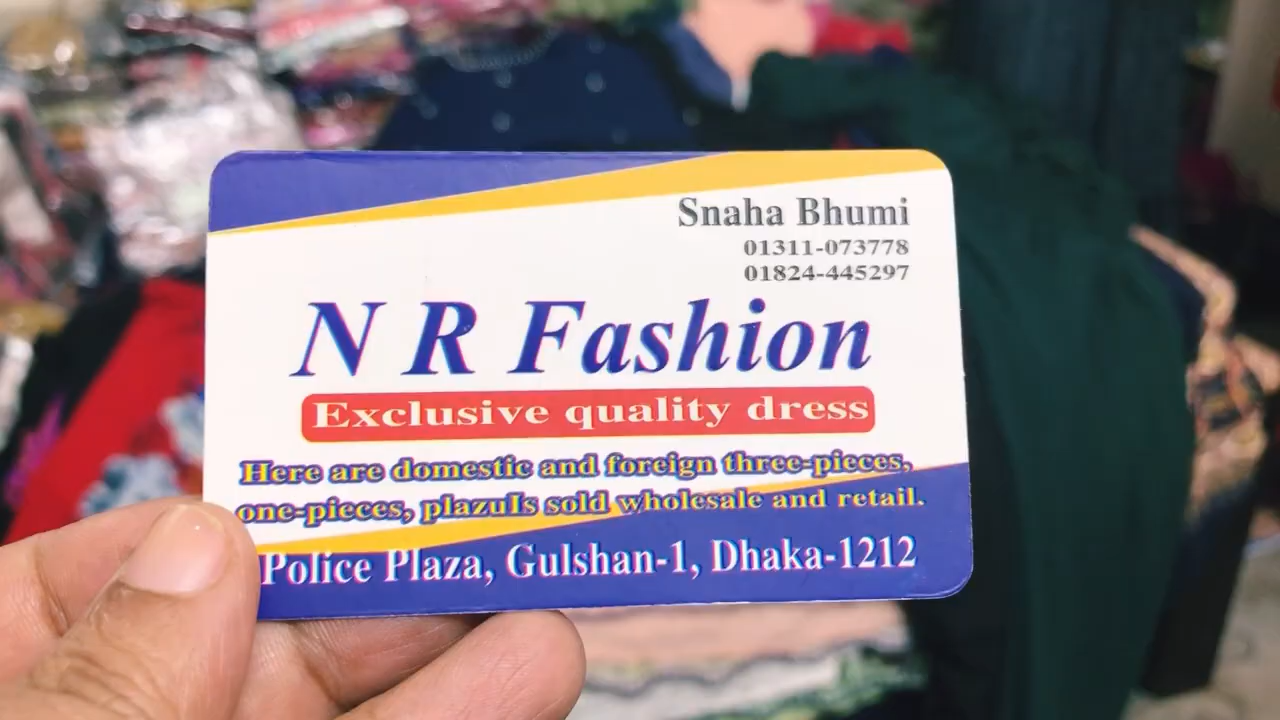 Snaha Bhumi
01311-073778
01824-445297
N R Fashion
Exclusive quality dress
Here are domestic and foreign three-pieces,
one-pieces, plazuIs sold wholesale and retail.
Police Plaza, Gulshan-1, Dhaka-1212